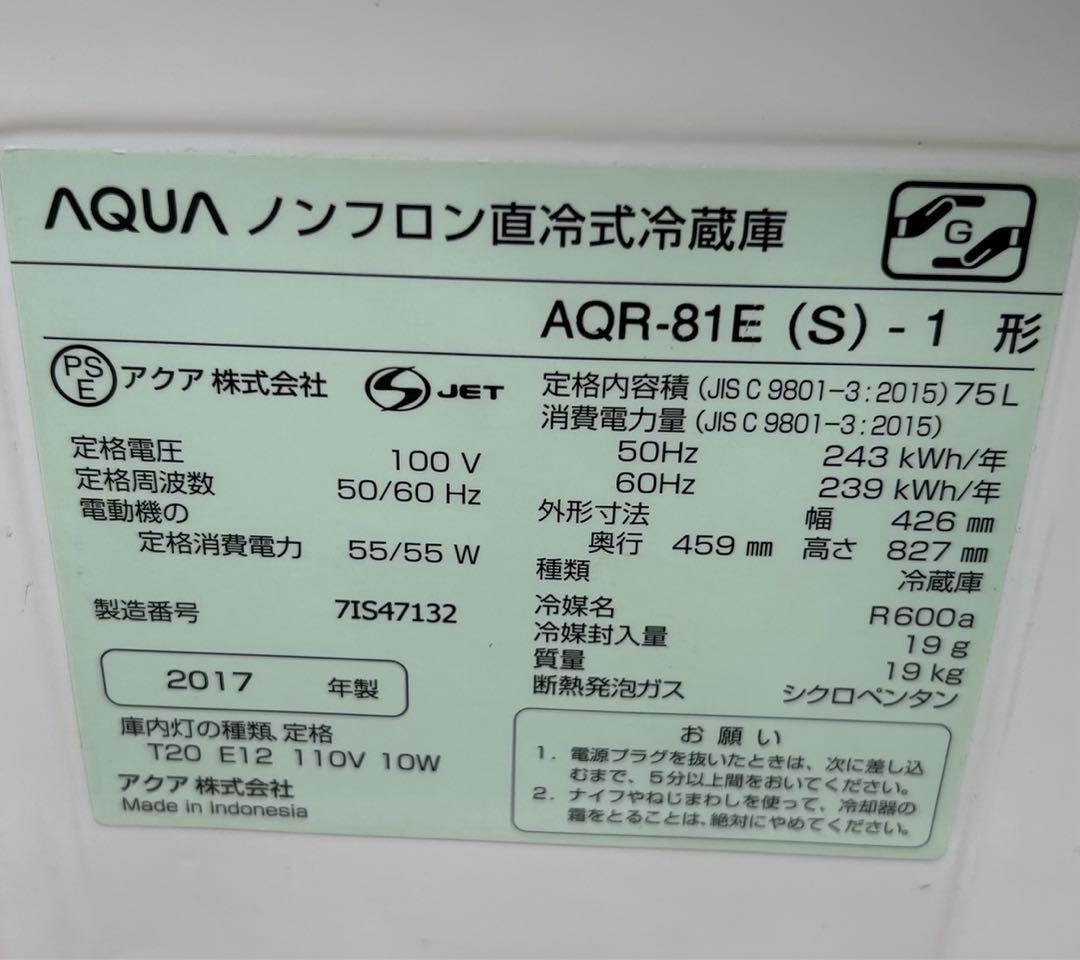 AQUA ノンフロン直冷式冷蔵庫
G
AQR-81E (S) - 1 形
PSE アクア 株式会社 S JET
定格電圧 100 V
定格周波数 50/60 Hz
電動機の
定格消費電力 55/55 W
製造番号 7IS47132
2017 年製
庫内灯の種類、定格
T20 E12 110V 10W
アクア 株式会社
Made in Indonesia
定格内容積 (JIS C 9801-3:2015) 75L
消費電力量 (JIS C 9801-3:2015)
50Hz 243 kWh/年
60Hz 239 kWh/年
外形寸法 幅 426 mm
奥行 459 mm 高さ 827 mm
種類 冷蔵庫
冷媒名 R600a
冷媒封入量 19 g
質量 19 kg
断熱発泡ガス シクロペンタン
お願い
1. 電源プラグを抜いたときは、次に差し込
むまで、5分以上間をおいてください。
2. ナイフやねじまわしを使って、冷却器の
霜をとることは、絶対にやめてください。